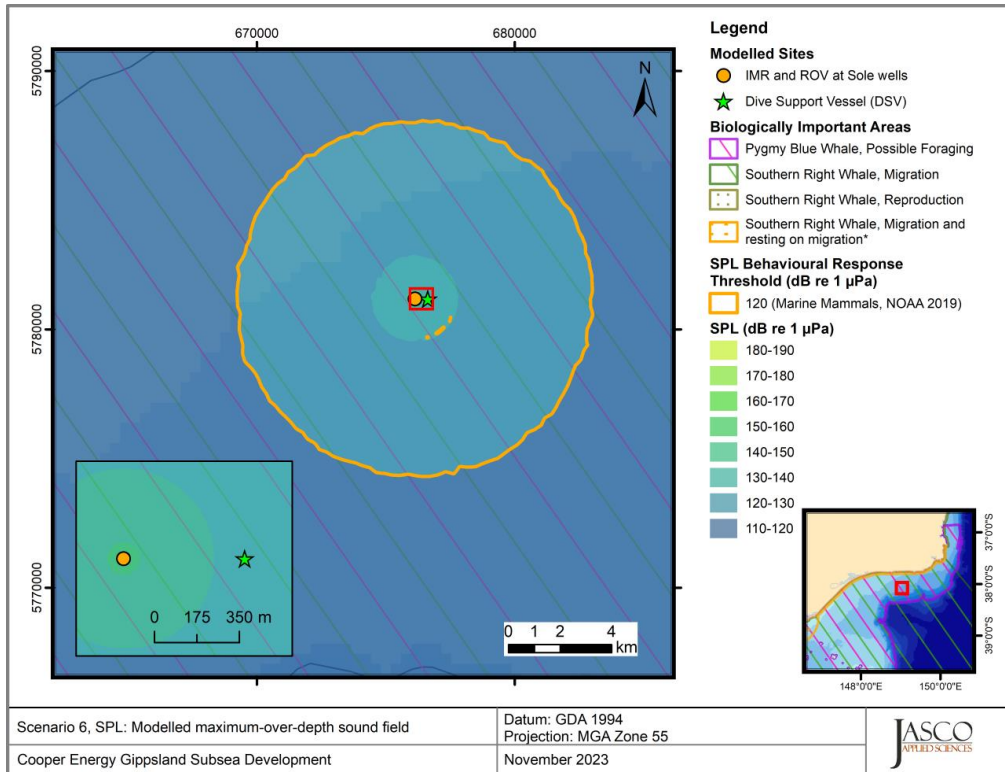 670000
680000
5790000
N
5780000
5770000
0 175 350 m
0 1 2 4
km
Legend
Modelled Sites
IMR and ROV at Sole wells
Dive Support Vessel (DSV)
Biologically Important Areas
Pygmy Blue Whale, Possible Foraging
Southern Right Whale, Migration
Southern Right Whale, Reproduction
Southern Right Whale, Migration and
resting on migration*
SPL Behavioural Response
Threshold (dB re 1 µPa)
120 (Marine Mammals, NOAA 2019)
SPL (dB re 1 µPa)
180-190
170-180
160-170
150-160
140-150
130-140
120-130
110-120
37°0'0"S
38°0'0"S
39°0'0"S
148°0'0"E
150°0'0"E
Scenario 6, SPL: Modelled maximum-over-depth sound field
Datum: GDA 1994
Projection: MGA Zone 55
Cooper Energy Gippsland Subsea Development
November 2023
JASCO
APPLIED SCIENCES